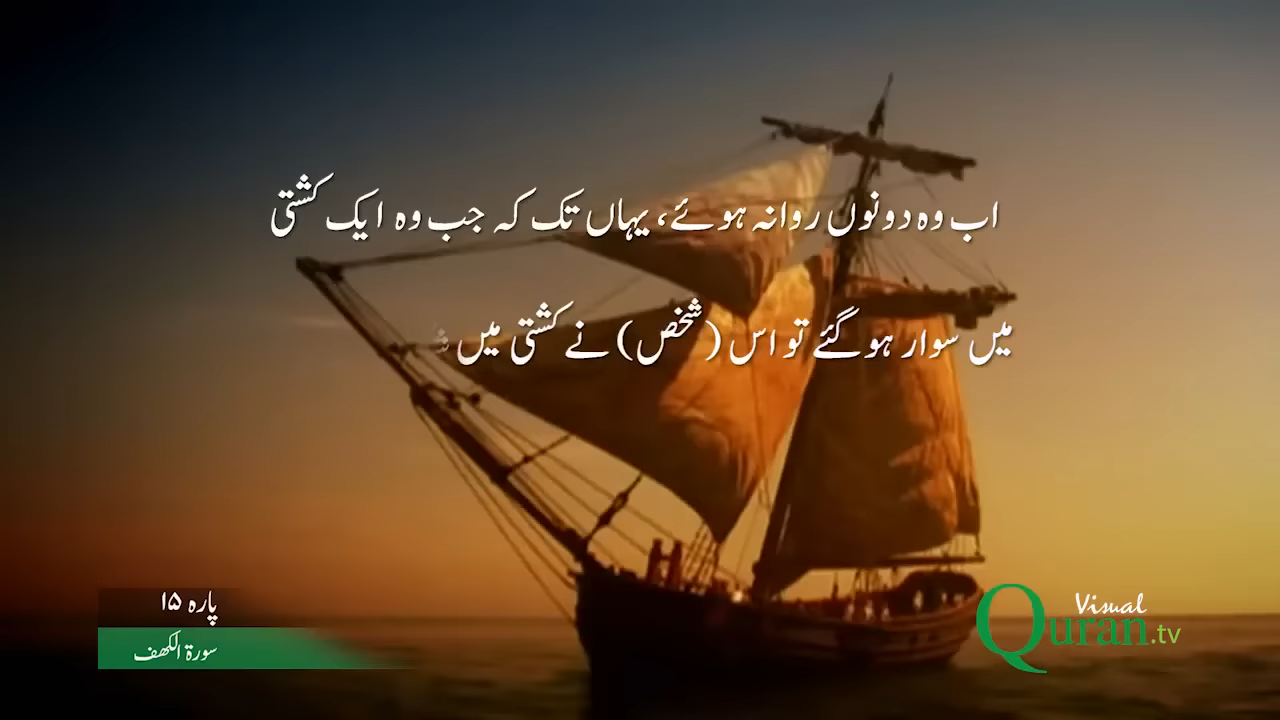 اب وہ دونوں روانہ ہوئے، یہاں تک کہ جب وہ ایک کشتی
میں سوار ہوگئے تو اس (شخص) نے کشتی میں
پارہ ۱۵
سورۃ الکھف
Visual
Quran.tv